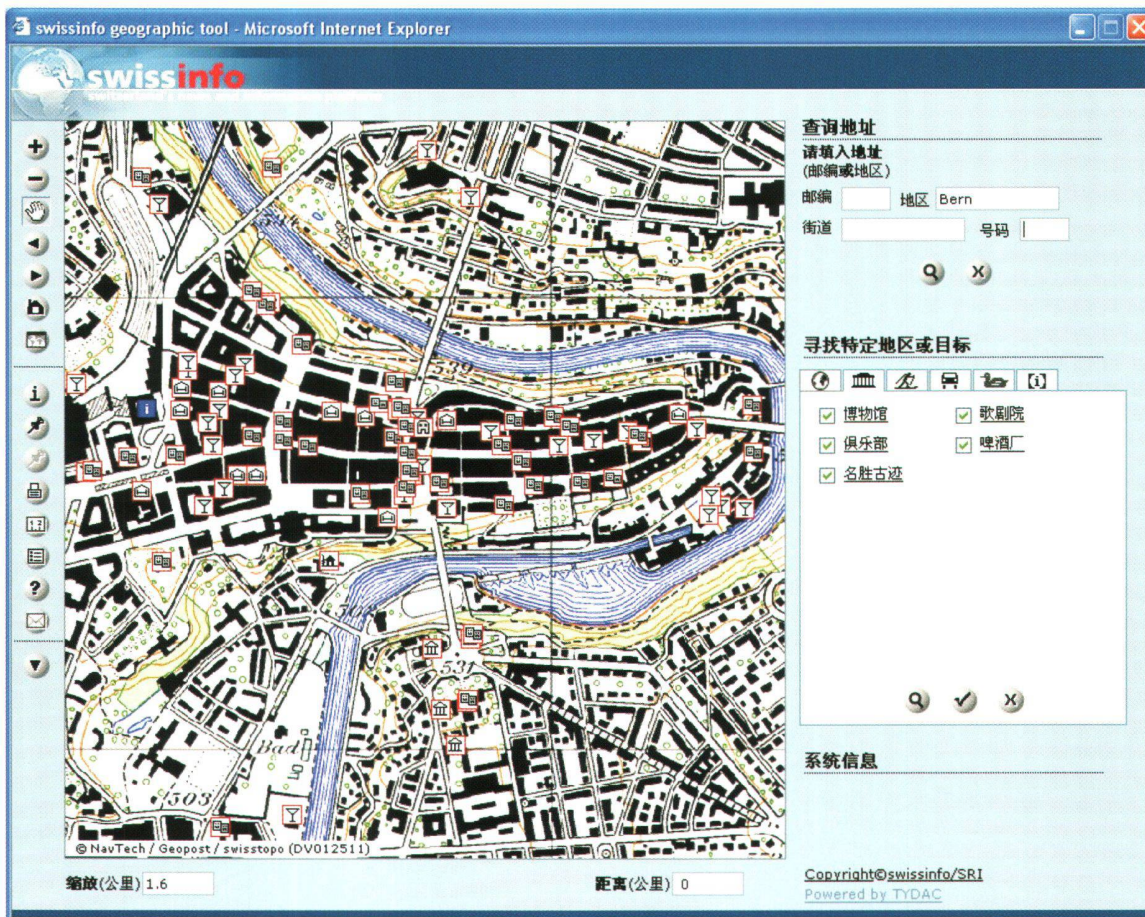 swissinfo geographic tool - Microsoft Internet Explorer
swissinfo
查询地址
请填入地址
(邮编或地区)
邮编 地区 Bern
街道 号码
寻找特定地区或目标
博物馆 歌剧院
俱乐部 啤酒厂
名胜古迹
系统信息
539
508
531
Bad
503
© NavTech / Geopost / swisstopo (DV012511)
缩放(公里) 1.6 距离(公里) 0
Copyright©swissinfo/SRI
Powered by TYDAC